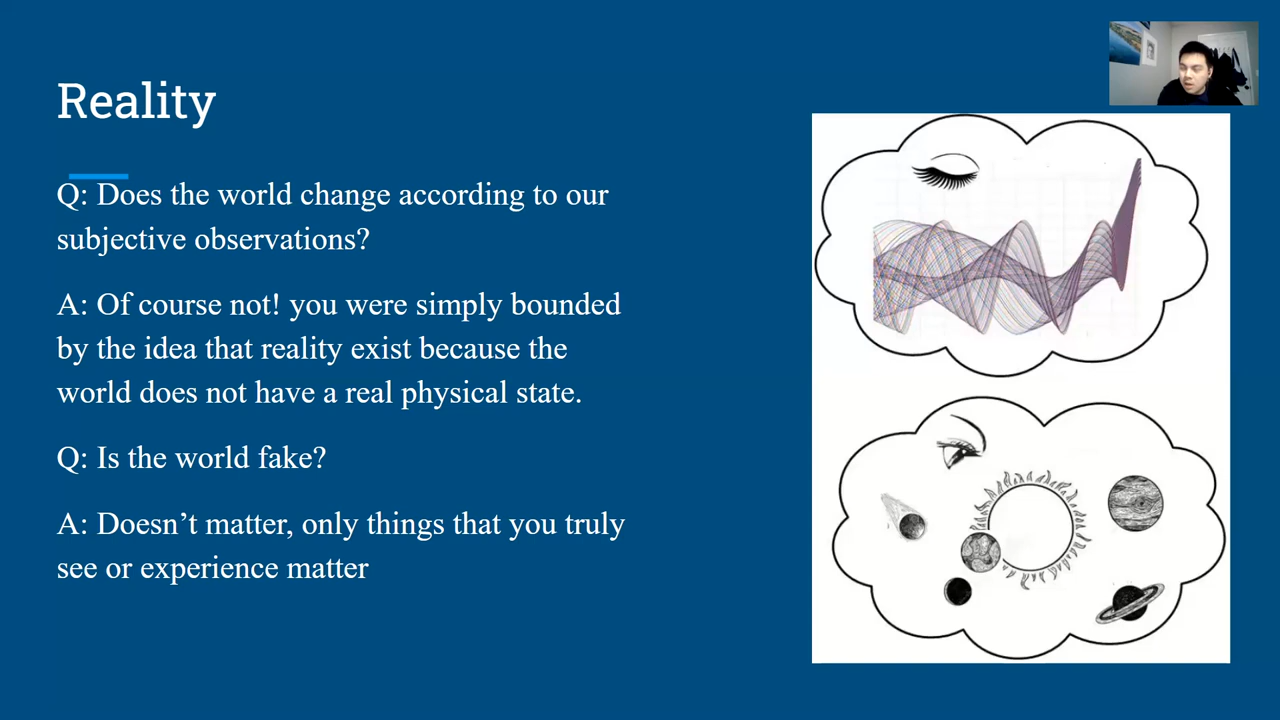 Reality
Q: Does the world change according to our
subjective observations?
A: Of course not! you were simply bounded
by the idea that reality exist because the
world does not have a real physical state.
Q: Is the world fake?
A: Doesn’t matter, only things that you truly
see or experience matter